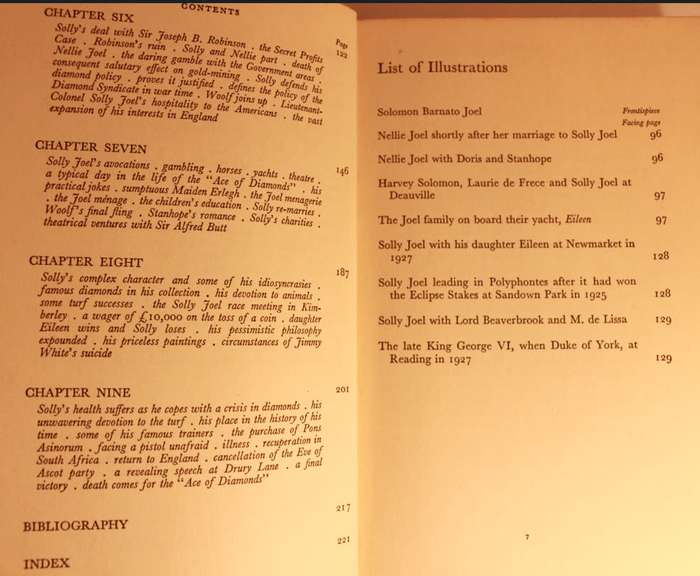 CONTENTS
CHAPTER SIX
Page
Solly's deal with Sir Joseph B. Robinson . the Secret Profits
122
Case . Robinson's ruin . Solly and Nellie part . death of
Nellie Joel . the daring gamble with the Government areas .
consequent salutary effect on gold-mining . Solly defends his
diamond policy . proves it justified . defines the policy of the
Diamond Syndicate in war time . Woolf joins up . Lieutenant-
Colonel Solly Joel's hospitality to the Americans . the vast
expansion of his interests in England
CHAPTER SEVEN
146
Solly Joel's avocations . gambling . horses . yachts . theatre .
a typical day in the life of the "Ace of Diamonds" . his
practical jokes . sumptuous Maiden Erlegh . the Joel menagerie
. the Joel ménage . the children's education . Solly re-marries .
Woolf's final fling . Stanhope's romance . Solly's charities .
theatrical ventures with Sir Alfred Butt
CHAPTER EIGHT
187
Solly's complex character and some of his idiosyncrasies .
famous diamonds in his collection . his devotion to animals .
some turf successes . the Solly Joel race meeting in Kim-
berley . a wager of £10,000 on the toss of a coin . daughter
Eileen wins and Solly loses . his pessimistic philosophy
expounded . his priceless paintings . circumstances of Jimmy
White's suicide
CHAPTER NINE
201
Solly's health suffers as he copes with a crisis in diamonds . his
unwavering devotion to the turf . his place in the history of his
time . some of his famous trainers . the purchase of Pons
Asinorum . facing a pistol unafraid . illness . recuperation in
South Africa . return to England . cancellation of the Eve of
Ascot party . a revealing speech at Drury Lane . a final
victory . death comes for the "Ace of Diamonds"
BIBLIOGRAPHY 217
INDEX 221
List of Illustrations
Solomon Barnato Joel Frontispiece
Facing page
Nellie Joel shortly after her marriage to Solly Joel 96
Nellie Joel with Doris and Stanhope 96
Harvey Solomon, Laurie de Frece and Solly Joel at
Deauville 97
The Joel family on board their yacht, Eileen 97
Solly Joel with his daughter Eileen at Newmarket in
1927 128
Solly Joel leading in Polyphontes after it had won
the Eclipse Stakes at Sandown Park in 1925 128
Solly Joel with Lord Beaverbrook and M. de Lissa 129
The late King George VI, when Duke of York, at
Reading in 1927 129
7